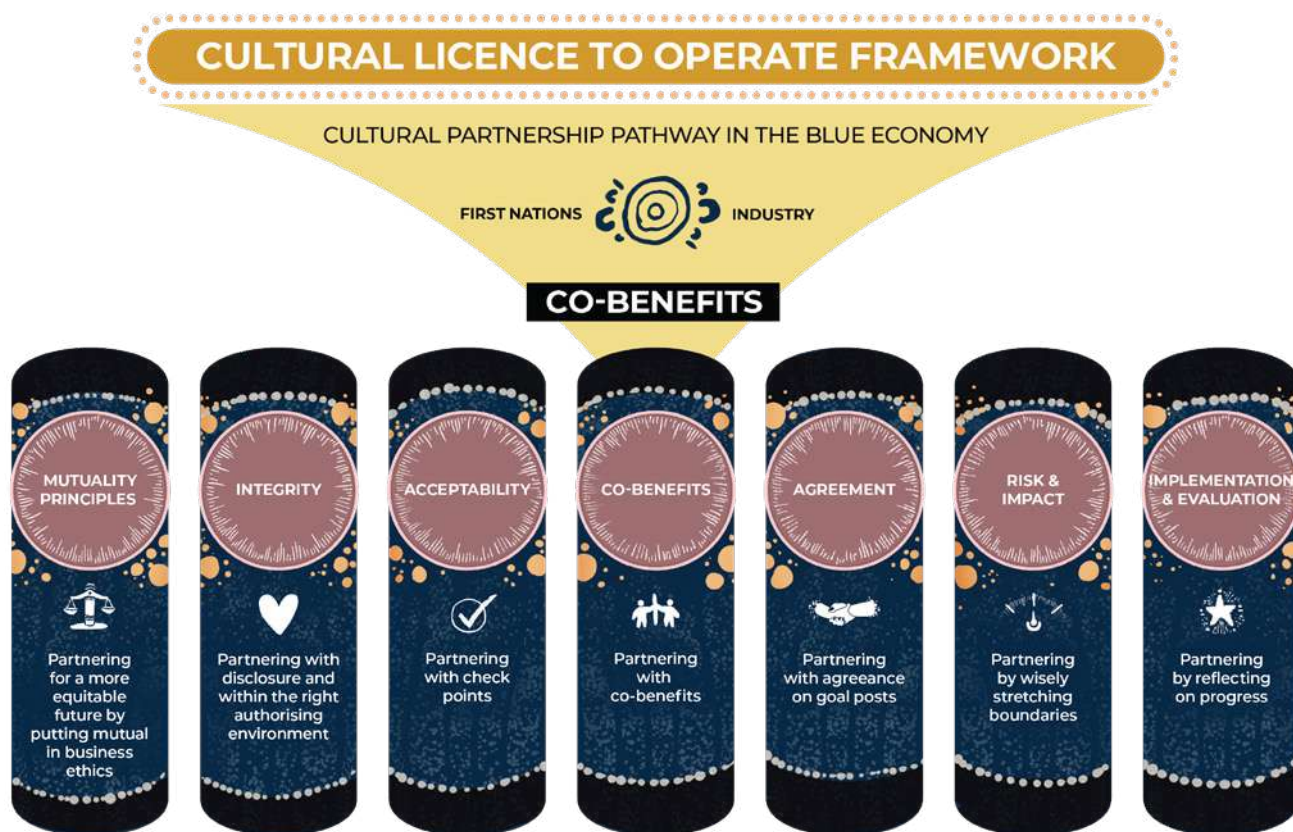 CULTURAL LICENCE TO OPERATE FRAMEWORK
CULTURAL PARTNERSHIP PATHWAY IN THE BLUE ECONOMY
FIRST NATIONS
INDUSTRY
CO-BENEFITS
MUTUALITY
PRINCIPLES
Partnering
for a more
equitable
future by
putting mutual
in business
ethics
INTEGRITY
Partnering with
disclosure and
within the right
authorising
environment
ACCEPTABILITY
Partnering
with check
points
CO-BENEFITS
Partnering
with
co-benefits
AGREEMENT
Partnering
with agreeance
on goal posts
RISK &
IMPACT
Partnering
by wisely
stretching
boundaries
IMPLEMENTATION
& EVALUATION
Partnering
by reflecting
on progress